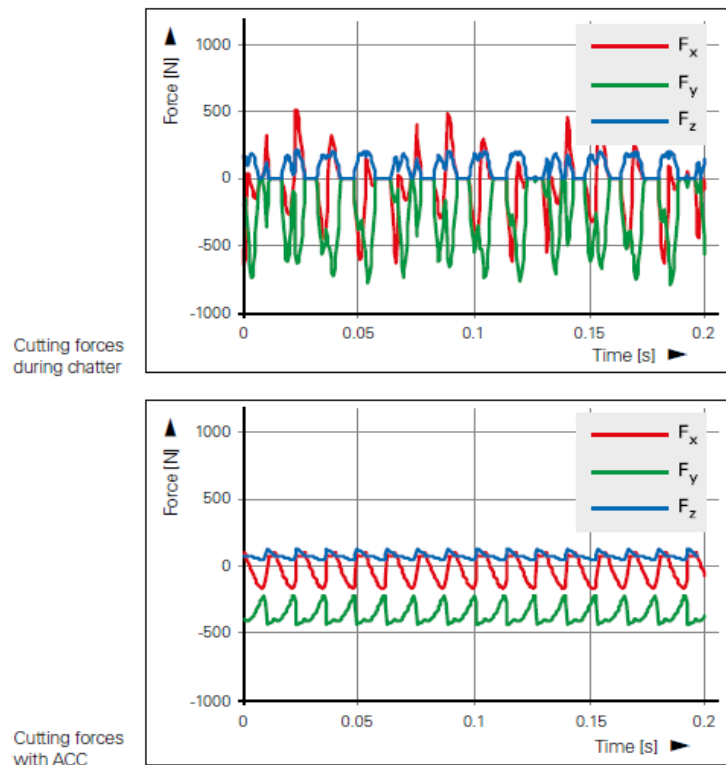 Force [N]
1000
500
0
-500
-1000
Fx
Fy
Fz
0
0.05
0.1
0.15
0.2
Time [s]
Cutting forces
during chatter
Force [N]
1000
500
0
-500
-1000
Fx
Fy
Fz
0
0.05
0.1
0.15
0.2
Time [s]
Cutting forces
with ACC